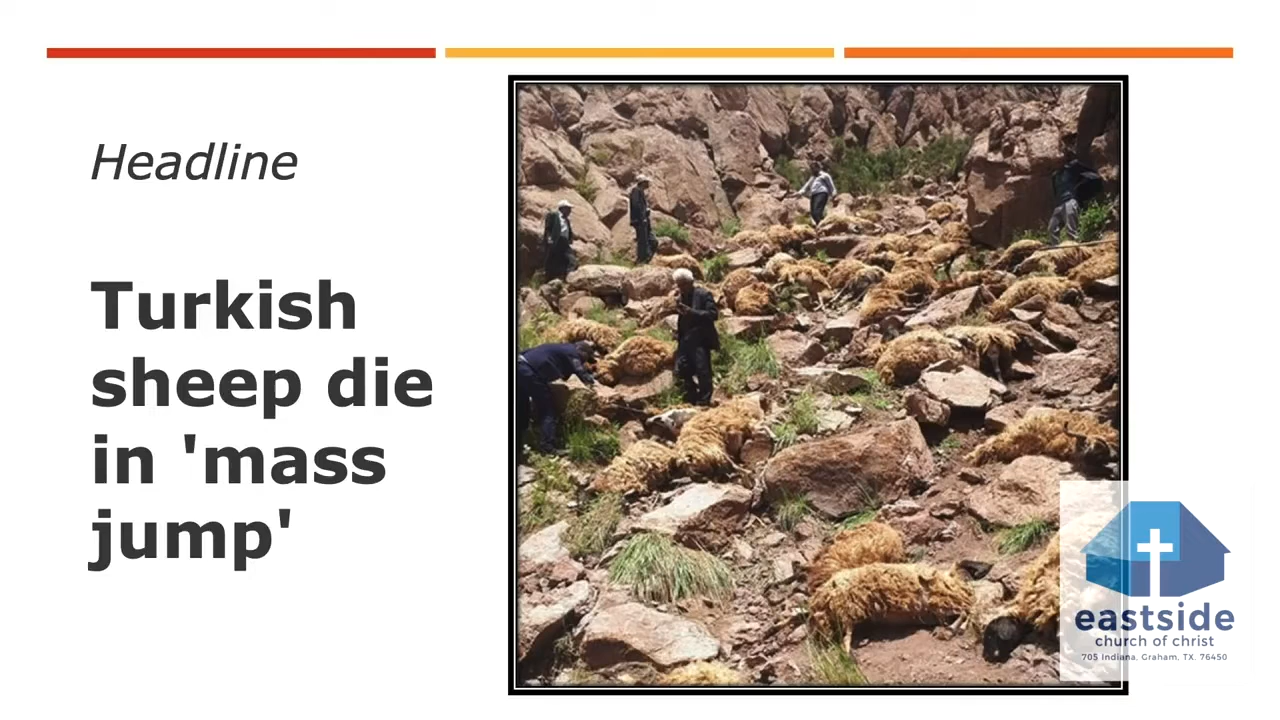 Headline
Turkish
sheep die
in 'mass
jump'
eastside
church of christ
705 Indiana, Graham, TX. 76450